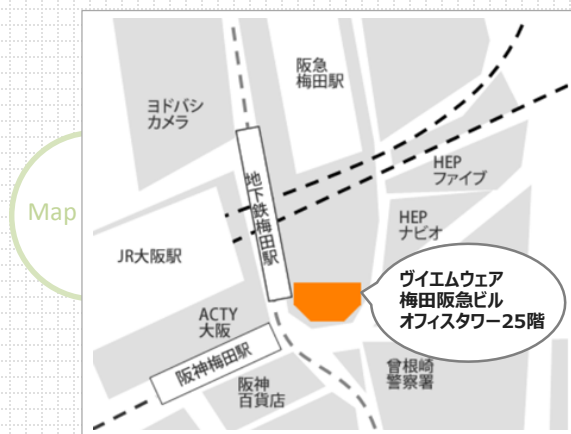 Map
阪急
梅田駅
ヨドバシ
カメラ
HEP
ファイブ
地下鉄梅田駅
HEP
ナビオ
JR大阪駅
ヴイエムウェア
梅田阪急ビル
オフィスタワー25階
ACTY
大阪
阪神梅田駅
阪神
百貨店
曾根崎
警察署